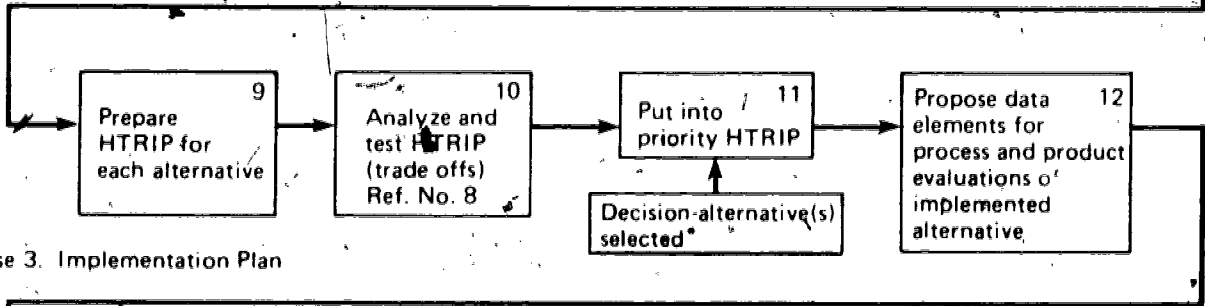 9
Prepare
HTRIP for
each alternative
10
Analyze and
test HTRIP
(trade offs)
Ref. No. 8
11
Put into
priority HTRIP
Decision-alternative(s)
selected*
12
Propose data
elements for
process and product
evaluations of
implemented
alternative
se 3. Implementation Plan